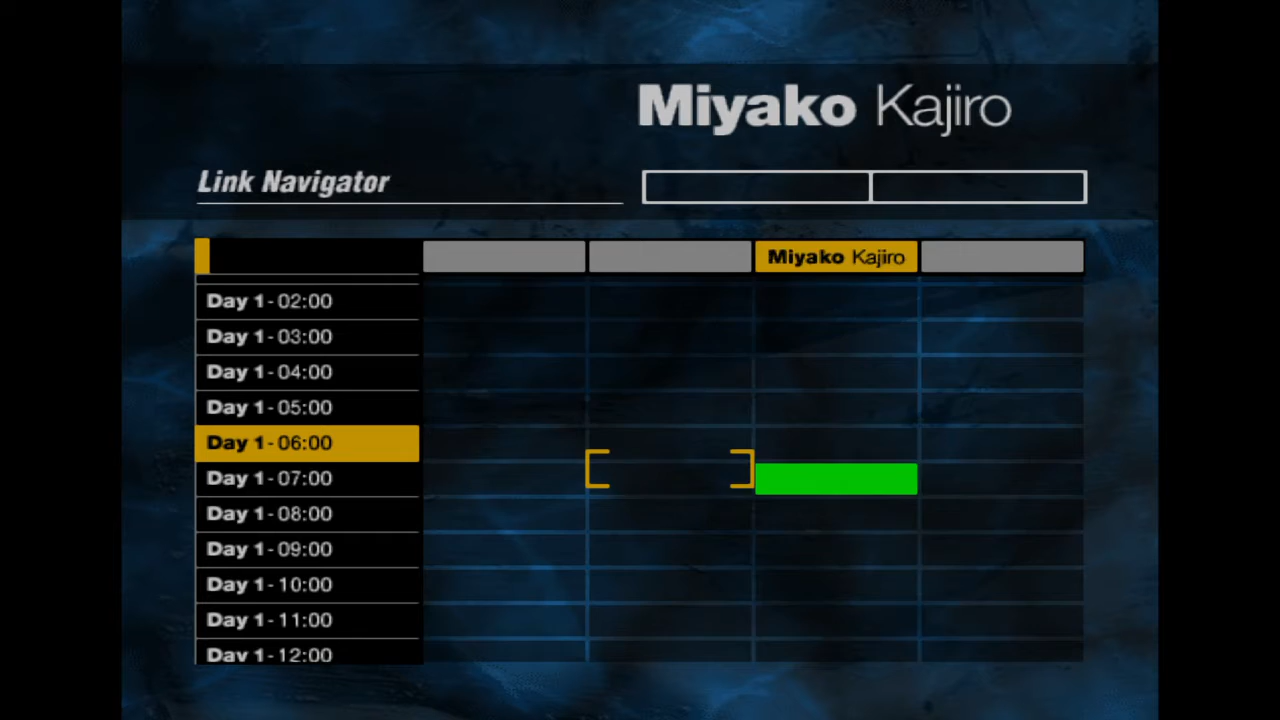 Miyako Kajiro
Link Navigator
Miyako Kajiro
Day 1-02:00
Day 1-03:00
Day 1-04:00
Day 1-05:00
Day 1-06:00
Day 1-07:00
Day 1-08:00
Day 1-09:00
Day 1-10:00
Day 1-11:00
Day 1-12:00